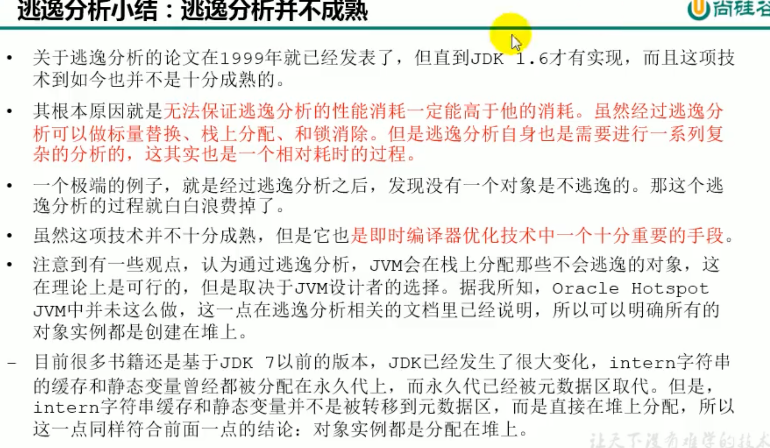 逃逸分析小结：逃逸分析并不成熟
尚硅谷
• 关于逃逸分析的论文在1999年就已经发表了，但直到JDK 1.6才有实现，而且这项技
术到如今也并不是十分成熟的。
• 其根本原因就是无法保证逃逸分析的性能消耗一定能高于他的消耗。虽然经过逃逸分
析可以做标量替换、栈上分配、和锁消除。但是逃逸分析自身也是需要进行一系列复
杂的分析的，这其实也是一个相对耗时的过程。
• 一个极端的例子，就是经过逃逸分析之后，发现没有一个对象是不逃逸的。那这个逃
逸分析的过程就白白浪费掉了。
• 虽然这项技术并不十分成熟，但是它也是即时编译器优化技术中一个十分重要的手段。
• 注意到有一些观点，认为通过逃逸分析，JVM会在栈上分配那些不会逃逸的对象，这
在理论上是可行的，但是取决于JVM设计者的选择。据我所知，Oracle Hotspot
JVM中并未这么做，这一点在逃逸分析相关的文档里已经说明，所以可以明确所有的
对象实例都是创建在堆上。
– 目前很多书籍还是基于JDK 7以前的版本，JDK已经发生了很大变化，intern字符串
的缓存和静态变量曾经都被分配在永久代上，而永久代已经被元数据区取代。但是，
intern字符串缓存和静态变量并不是被转移到元数据区，而是直接在堆上分配，所以
这一点同样符合前面一点的结论：对象实例都是分配在堆上。
让天下没有难学的技术